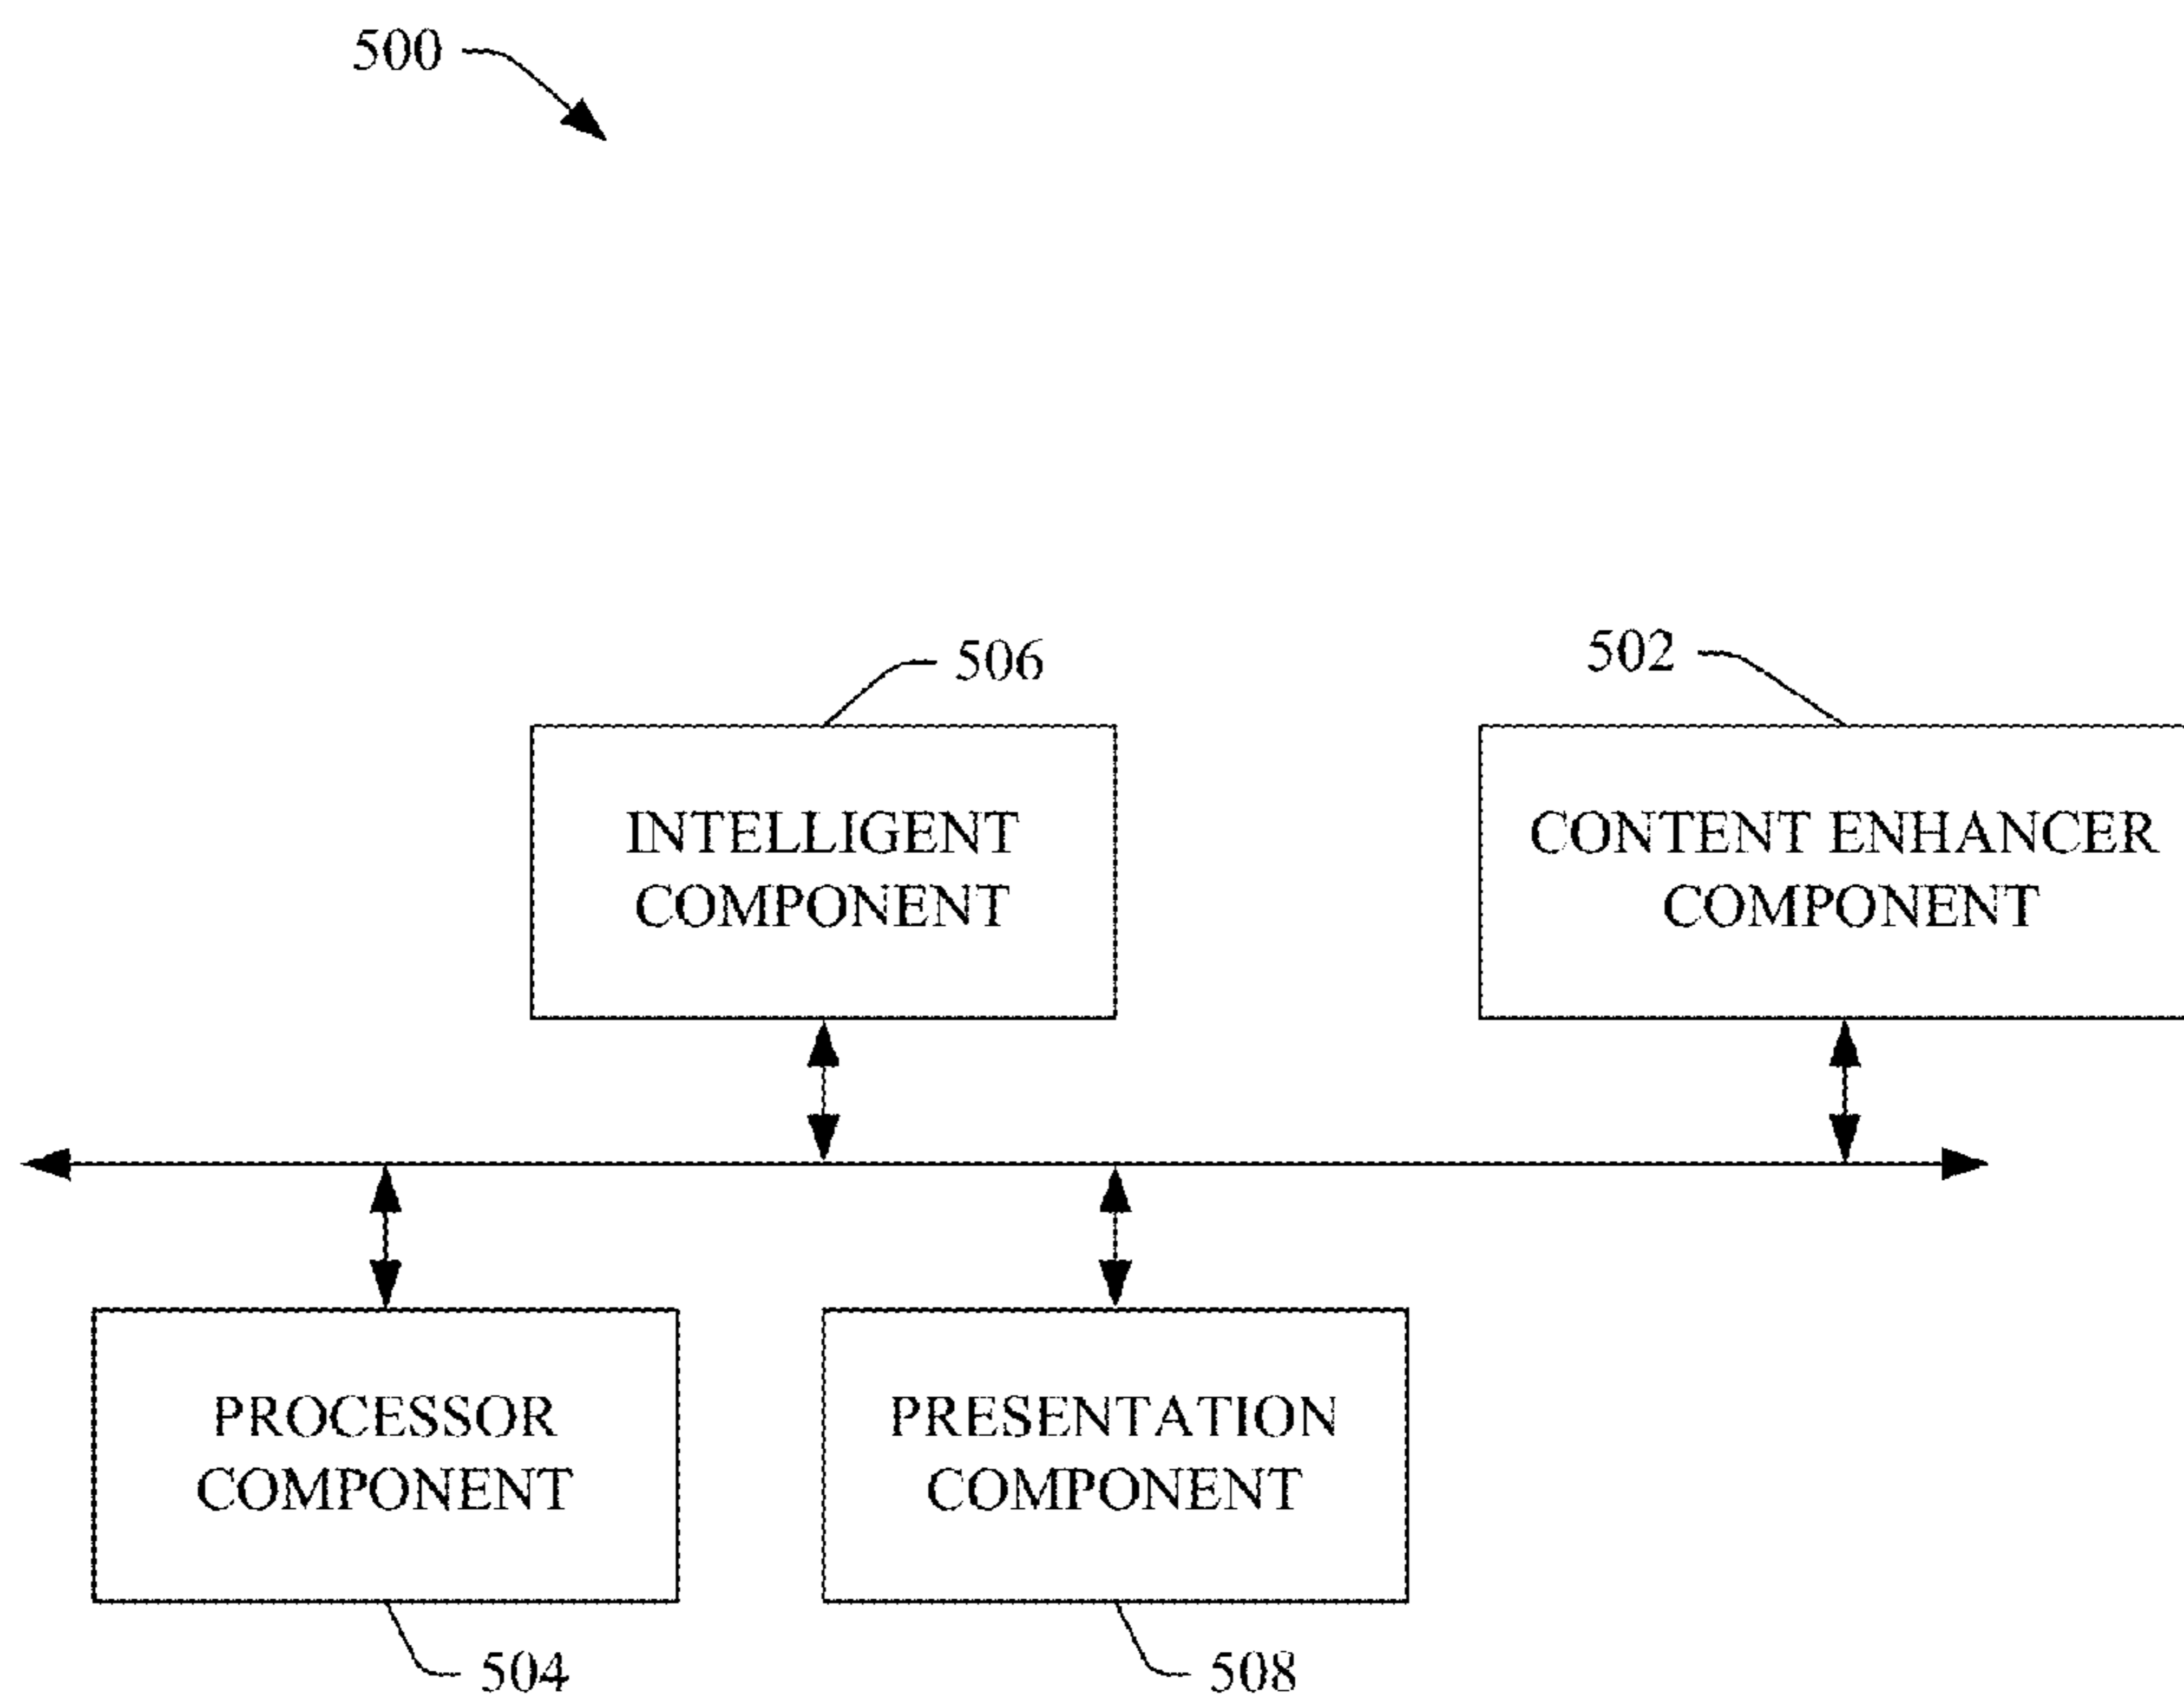 500
506
502
INTELLIGENT
COMPONENT
CONTENT ENHANCER
COMPONENT
PROCESSOR
COMPONENT
PRESENTATION
COMPONENT
504
508